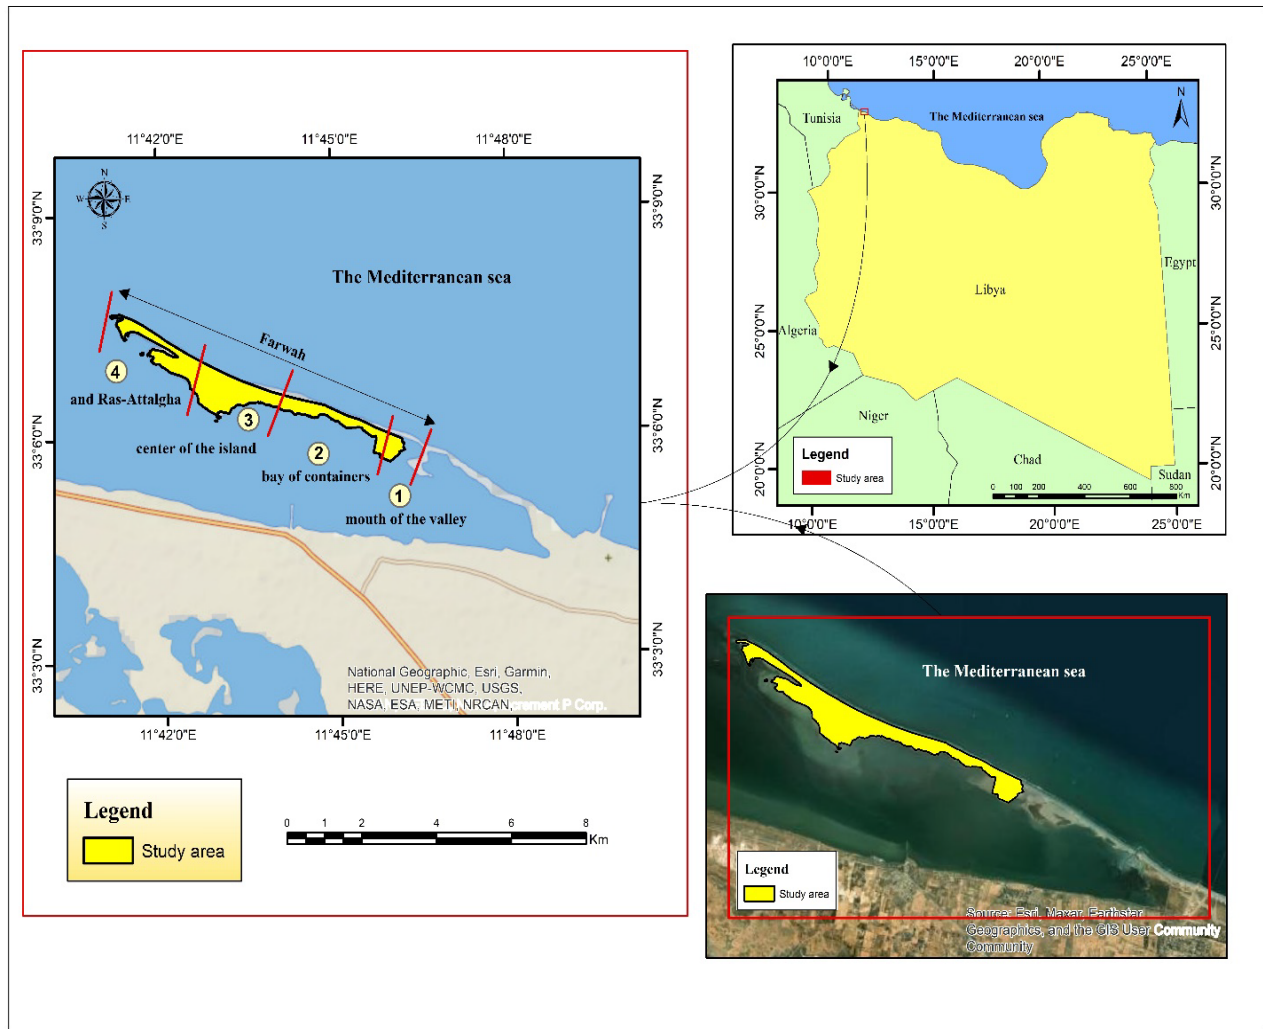 11°42'0"E 11°45'0"E 11°48'0"E
33°9'0"N
33°6'0"N
33°3'0"N
33°9'0"N
33°6'0"N
33°3'0"N
N
W E
S
The Mediterranean sea
Farwah
4
and Ras-Attalgha
3
center of the island
2
bay of containers
1
mouth of the valley
National Geographic, Esri, Garmin,
HERE, UNEP-WCMC, USGS,
NASA, ESA, METI, NRCAN,
crement P Corp.
11°42'0"E 11°45'0"E 11°48'0"E
Legend
Study area
0 1 2 4 6 8
Km
10°0'0"E 15°0'0"E 20°0'0"E 25°0'0"E
30°0'0"N
25°0'0"N
20°0'0"N
30°0'0"N
25°0'0"N
20°0'0"N
N
Tunisia
The Mediterranean sea
Egypt
Libya
Algeria
Niger
Chad
Sudan
Legend
Study area
0 100 200 400 600 800
Km
10°0'0"E 15°0'0"E 20°0'0"E 25°0'0"E
The Mediterranean sea
Legend
Study area
Source: Esri, Maxar, Earthstar
Geographics, and the GIS User Community
Community